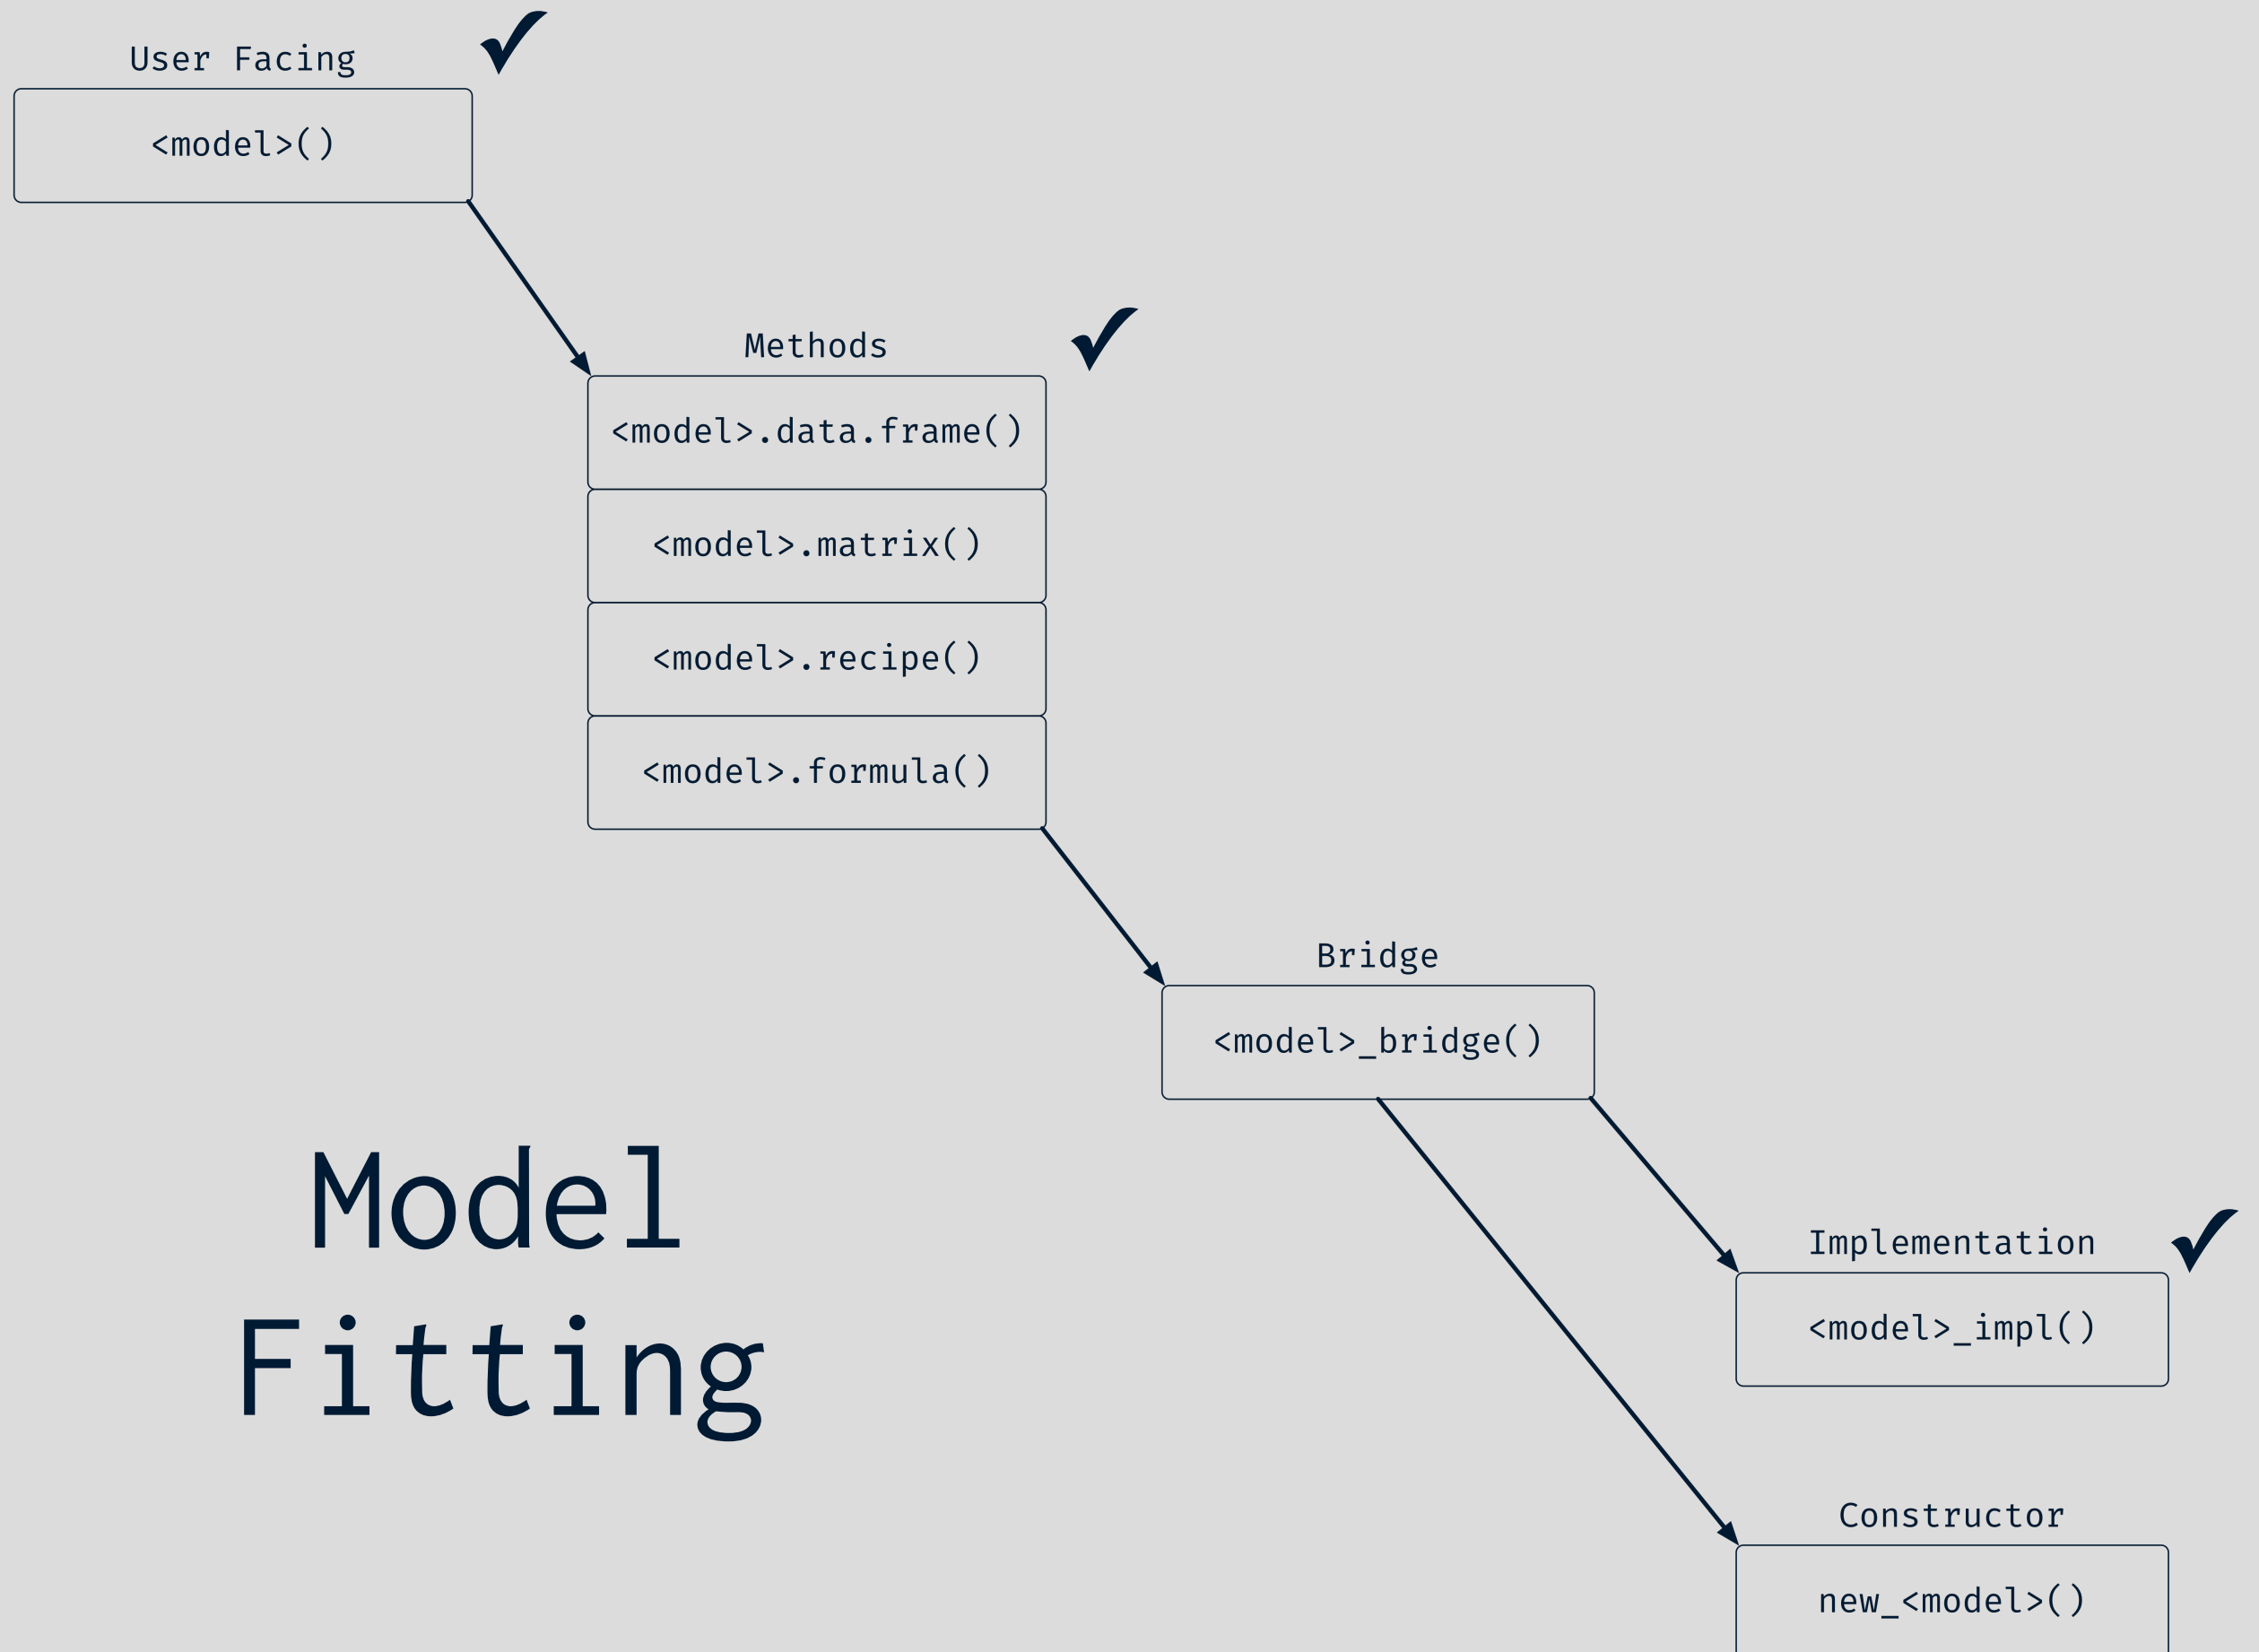 User Facing
<model>()
Methods
<model>.data.frame()
<model>.matrix()
<model>.recipe()
<model>.formula()
Bridge
<model>_bridge()
Model
Fitting
Implementation
<model>_impl()
Constructor
new_<model>()